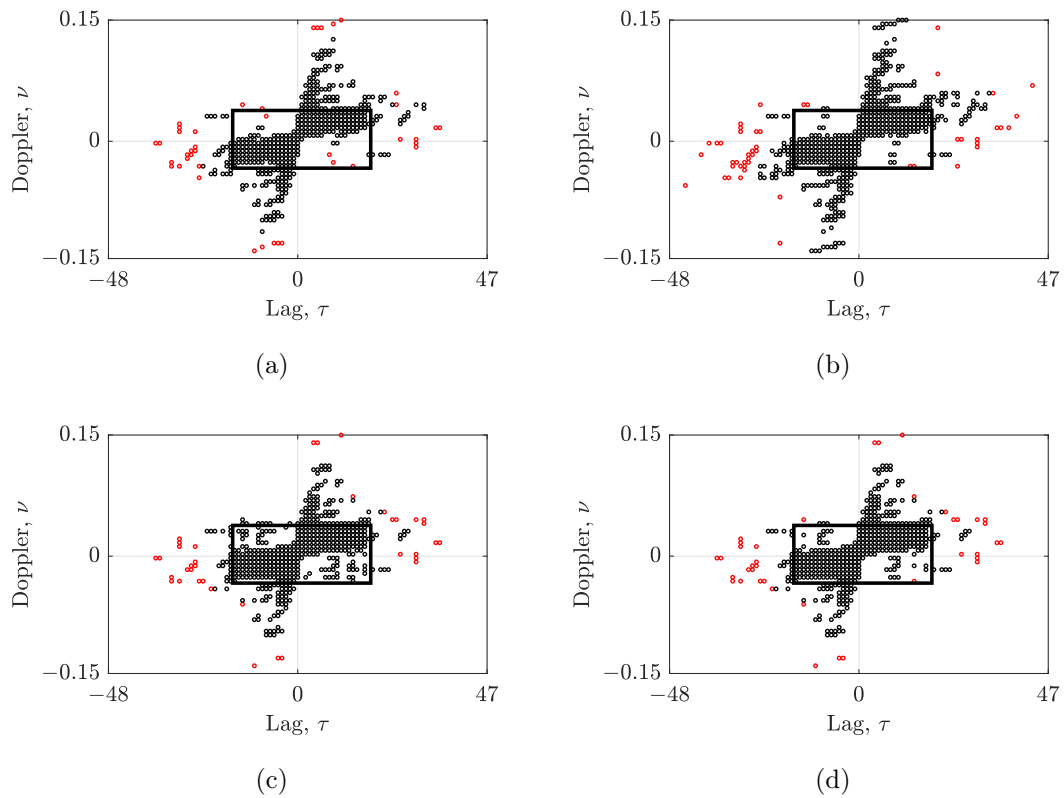 0.15
0
−0.15
−48
0
47
Doppler, ν
Lag, τ
(a)
0.15
0
−0.15
−48
0
47
Doppler, ν
Lag, τ
(b)
0.15
0
−0.15
−48
0
47
Doppler, ν
Lag, τ
(c)
0.15
0
−0.15
−48
0
47
Doppler, ν
Lag, τ
(d)